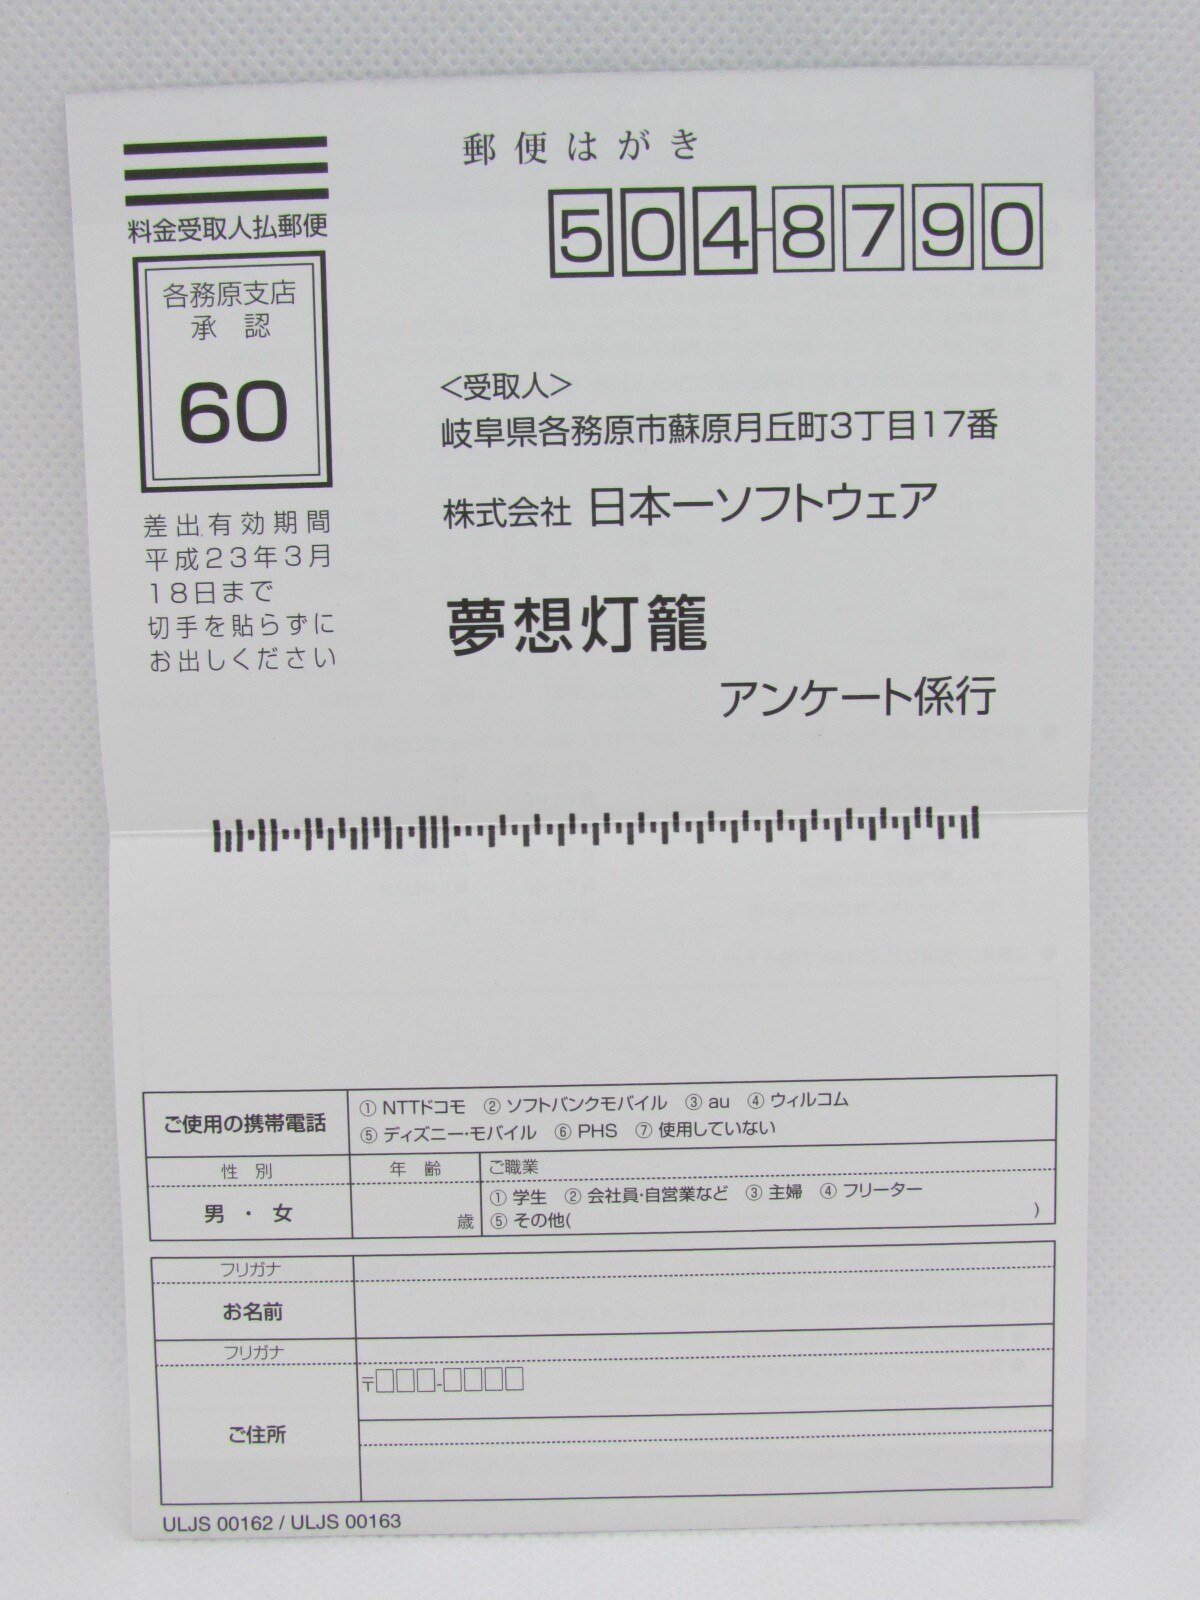 郵便はがき
504-8790
料金受取人払郵便
各務原支店
承 認
60
差出有効期間
平成23年3月
18日まで
切手を貼らずに
お出しください
<受取人>
岐阜県各務原市蘇原月丘町3丁目17番
株式会社 日本一ソフトウェア
夢想灯籠
アンケート係行
ご使用の携帯電話
① NTTドコモ ② ソフトバンクモバイル ③ au ④ ウィルコム
⑤ ディズニー・モバイル ⑥ PHS ⑦ 使用していない
性 別
男 ・ 女
年 齢
歳
ご職業
① 学生 ② 会社員・自営業など ③ 主婦 ④ フリーター
⑤ その他( )
フリガナ
お名前
フリガナ
ご住所
〒□□□-□□□□
ULJS 00162 / ULJS 00163